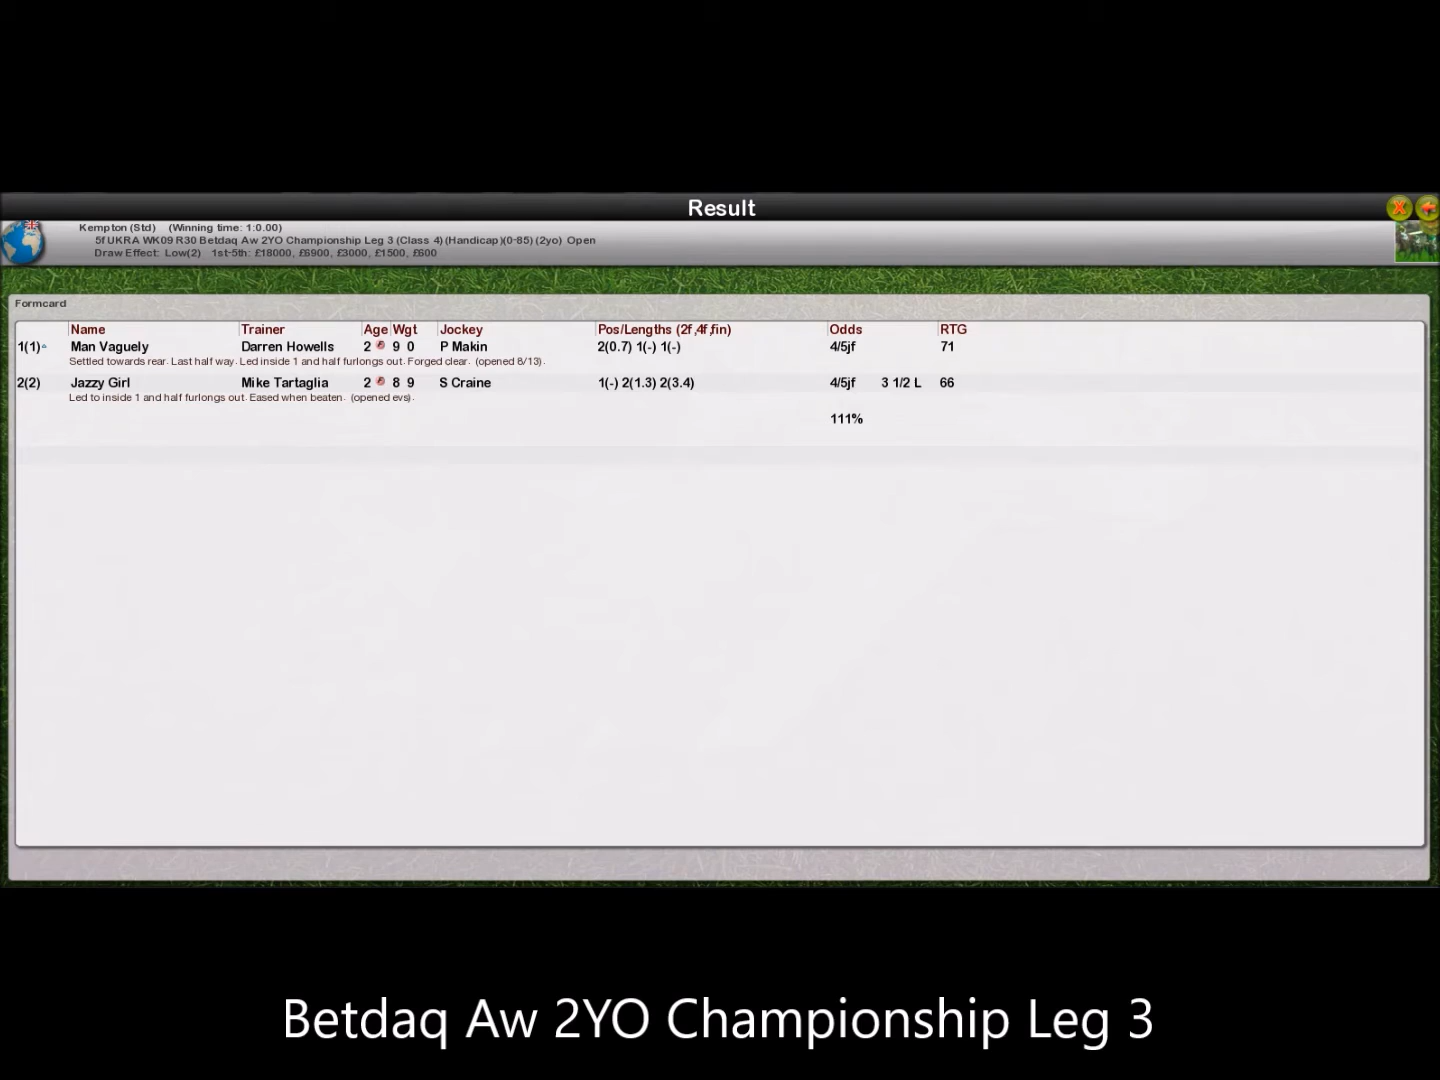 Result
Kempton (Std) (Winning time: 1:0.00)
5f UKRA WK09 R30 Betdaq Aw 2YO Championship Leg 3 (Class 4) (Handicap)(0-85) (2yo) Open
Draw Effect: Low(2) 1st-5th: £18000, £6900, £3000, £1500, £600
Formcard
Name Trainer Age Wgt Jockey Pos/Lengths (2f,4f,fin) Odds RTG
1(1) Man Vaguely Darren Howells 2 9 0 P Makin 2(0.7) 1(-) 1(-) 4/5jf 71
Settled towards rear. Last half way. Led inside 1 and half furlongs out. Forged clear. (opened 8/13).
2(2) Jazzy Girl Mike Tartaglia 2 8 9 S Craine 1(-) 2(1.3) 2(3.4) 4/5jf 3 1/2 L 66
Led to inside 1 and half furlongs out. Eased when beaten. (opened evs).
111%
Betdaq Aw 2YO Championship Leg 3